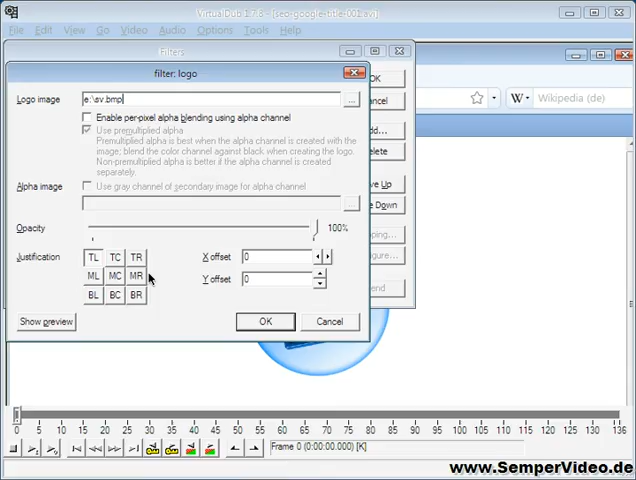 VirtualDub 1.7.8 - [seo-google-title-001.avi]
File Edit View Go Video Audio Options Tools Help
Filters
filter: logo
OK
Logo image e:\sv.bmp ...
Cancel
Wikipedia (de)
Enable per-pixel alpha blending using alpha channel
Use premultiplied alpha
Premultiplied alpha is best when the alpha channel is created with the
image; blend the color channel against black when creating the logo.
Non-premultiplied alpha is better if the alpha channel is created
separately.
Alpha image Use gray channel of secondary image for alpha channel
...
Opacity 100%
Justification TL TC TR X offset 0
ML MC MR Y offset 0
BL BC BR
Show preview OK Cancel
0 5 10 15 20 25 30 35 40 45 50 55 60 65 70 75 80 85 90 95 100 105 110 115 120 125 130 136
Frame 0 (0:00:00.000) [K]
www.SemperVideo.de